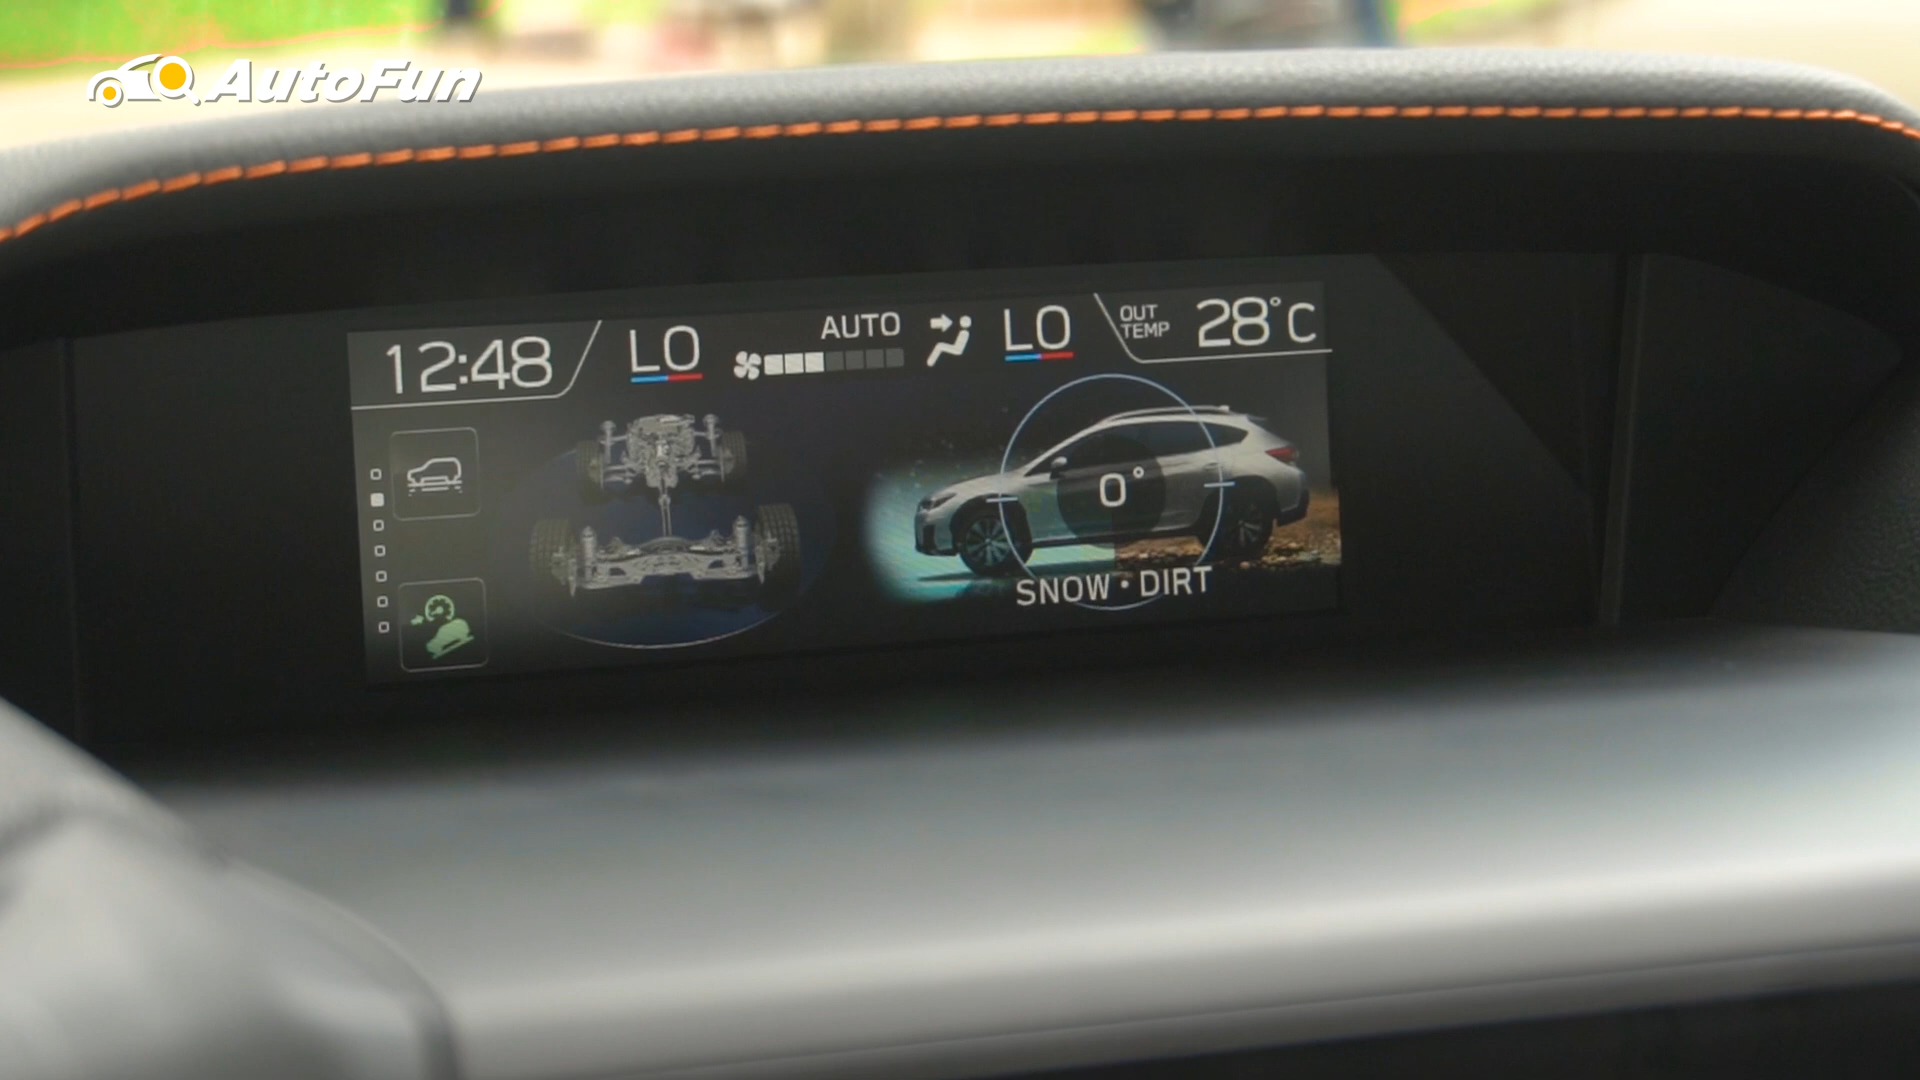 AutoFun
12:48
LO
AUTO
LO
OUT
TEMP
28°C
0°
SNOW • DIRT